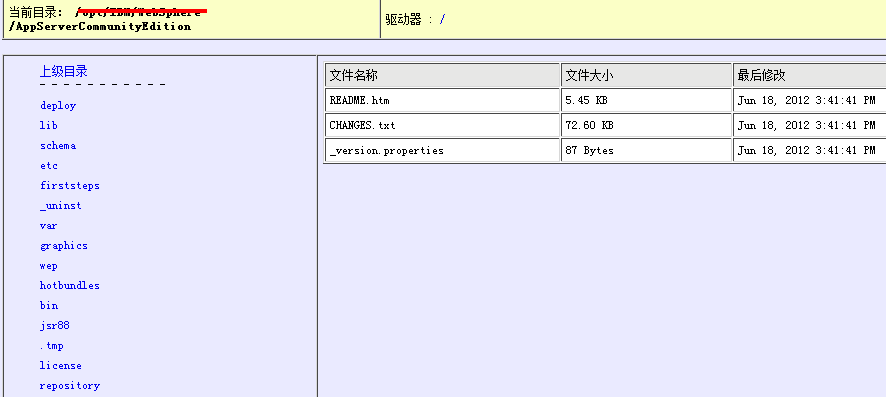 当前目录: /opt/IBM/WebSphere
/AppServerCommunityEdition
驱动器 : /
上级目录
- - - - - - - - - - -
deploy
lib
schema
etc
firststeps
_uninst
var
graphics
wep
hotbundles
bin
jsr88
.tmp
license
repository
文件名称 文件大小 最后修改
README.htm 5.45 KB Jun 18, 2012 3:41:41 PM
CHANGES.txt 72.60 KB Jun 18, 2012 3:41:41 PM
_version.properties 87 Bytes Jun 18, 2012 3:41:41 PM